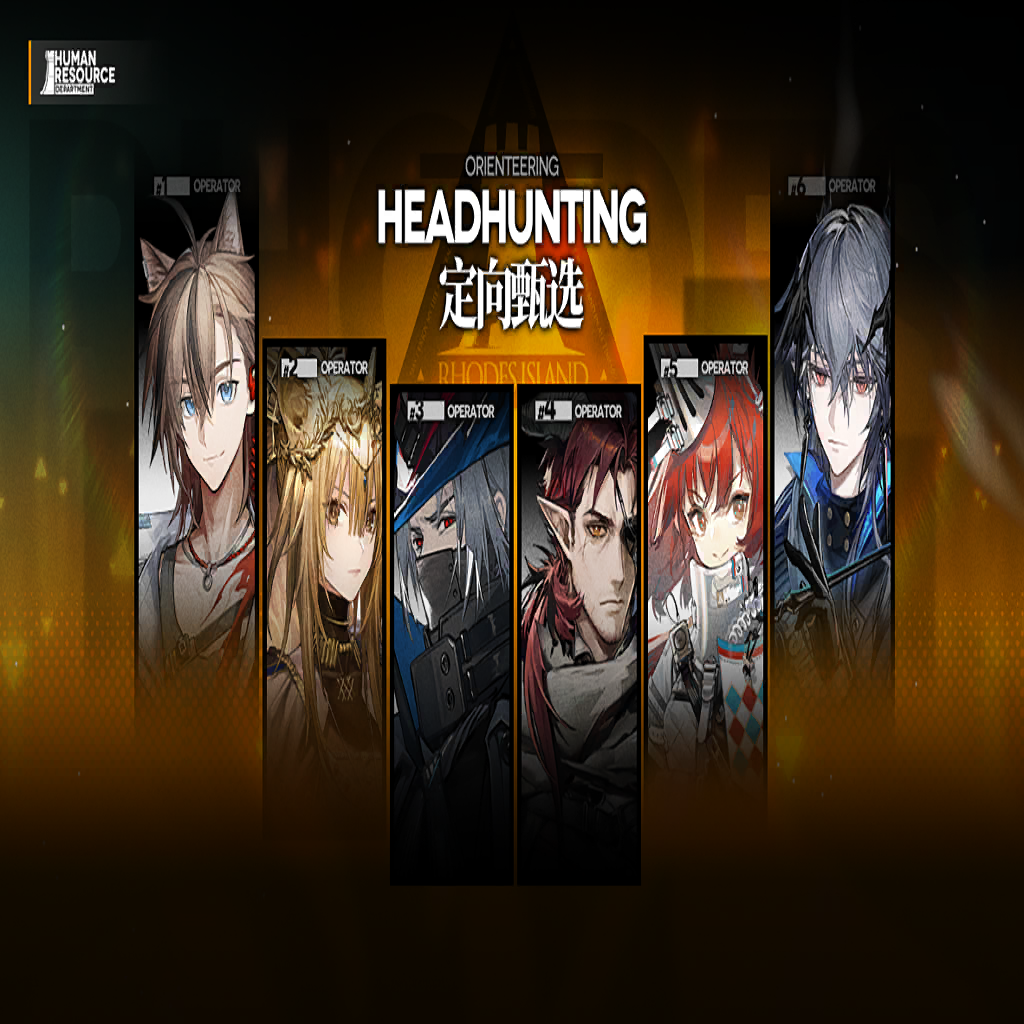 HUMAN
RESOURCE
DEPARTMENT
ORIENTEERING
HEADHUNTING
定向甄选
RHODES ISLAND
#1 OPERATOR
#2 OPERATOR
#3 OPERATOR
#4 OPERATOR
#5 OPERATOR
#6 OPERATOR